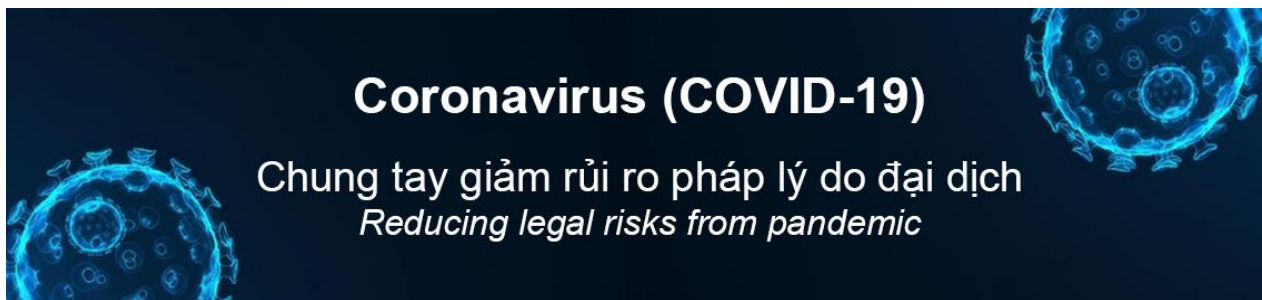 Coronavirus (COVID-19)
Chung tay giảm rủi ro pháp lý do đại dịch
Reducing legal risks from pandemic